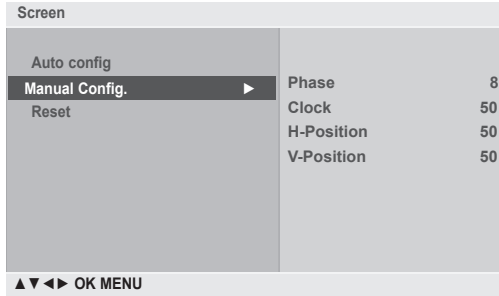 Screen
Auto config
Manual Config. ▶
Reset
Phase 8
Clock 50
H-Position 50
V-Position 50
▲▼◀▶ OK MENU